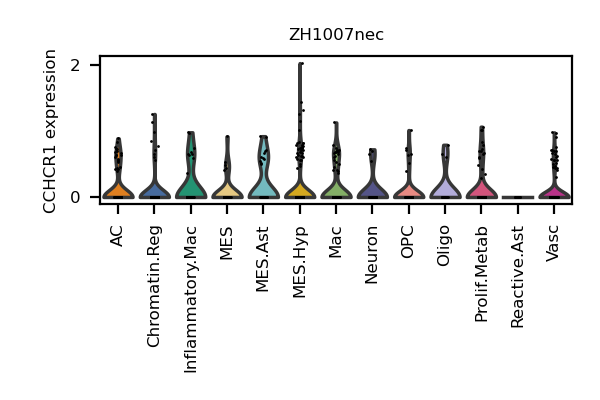 ZH1007nec
CCHCR1 expression
2
0
AC
Chromatin.Reg
Inflammatory.Mac
MES
MES.Ast
MES.Hyp
Mac
Neuron
OPC
Oligo
Prolif.Metab
Reactive.Ast
Vasc